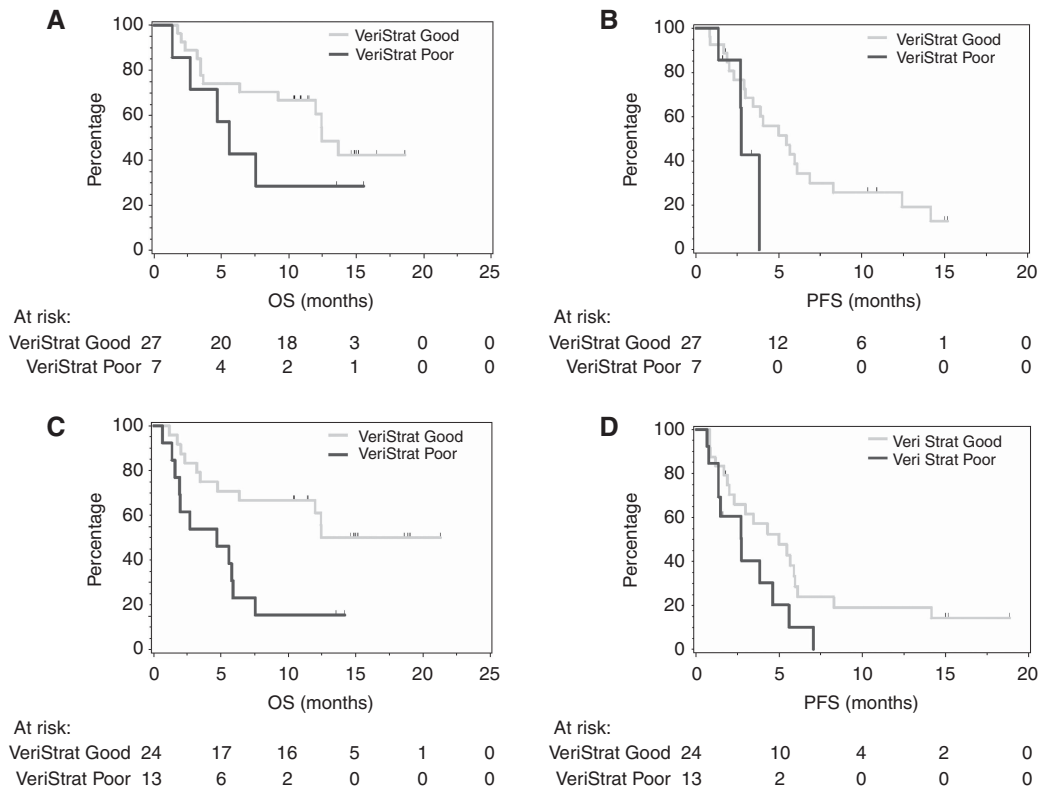 A
100
80
60
40
20
0
Percentage
VeriStrat Good
VeriStrat Poor
0 5 10 15 20 25
OS (months)
At risk:
VeriStrat Good 27 20 18 3 0 0
VeriStrat Poor 7 4 2 1 0 0
B
100
80
60
40
20
0
Percentage
VeriStrat Good
VeriStrat Poor
0 5 10 15 20
PFS (months)
At risk:
VeriStrat Good 27 12 6 1 0
VeriStrat Poor 7 0 0 0 0
C
100
80
60
40
20
0
Percentage
VeriStrat Good
VeriStrat Poor
0 5 10 15 20 25
OS (months)
At risk:
VeriStrat Good 24 17 16 5 1 0
VeriStrat Poor 13 6 2 0 0 0
D
100
80
60
40
20
0
Percentage
Veri Strat Good
Veri Strat Poor
0 5 10 15 20
PFS (months)
At risk:
VeriStrat Good 24 10 4 2 0
VeriStrat Poor 13 2 0 0 0